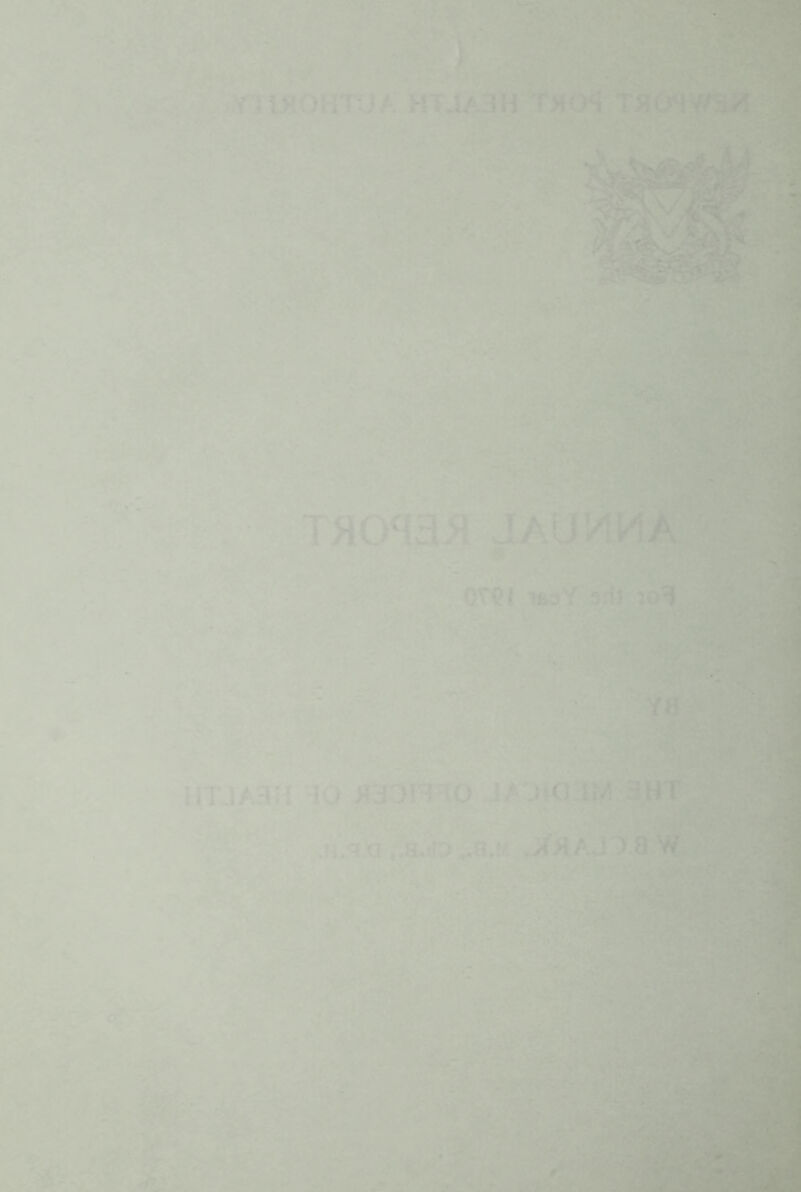 NEWPORT PORT HEALTH AUTHORITY
ANNUAL REPORT
For the Year 1970
BY
THE MEDICAL OFFICER OF HEALTH
W B CLARK, M.B., Ch.B., D.P.H.